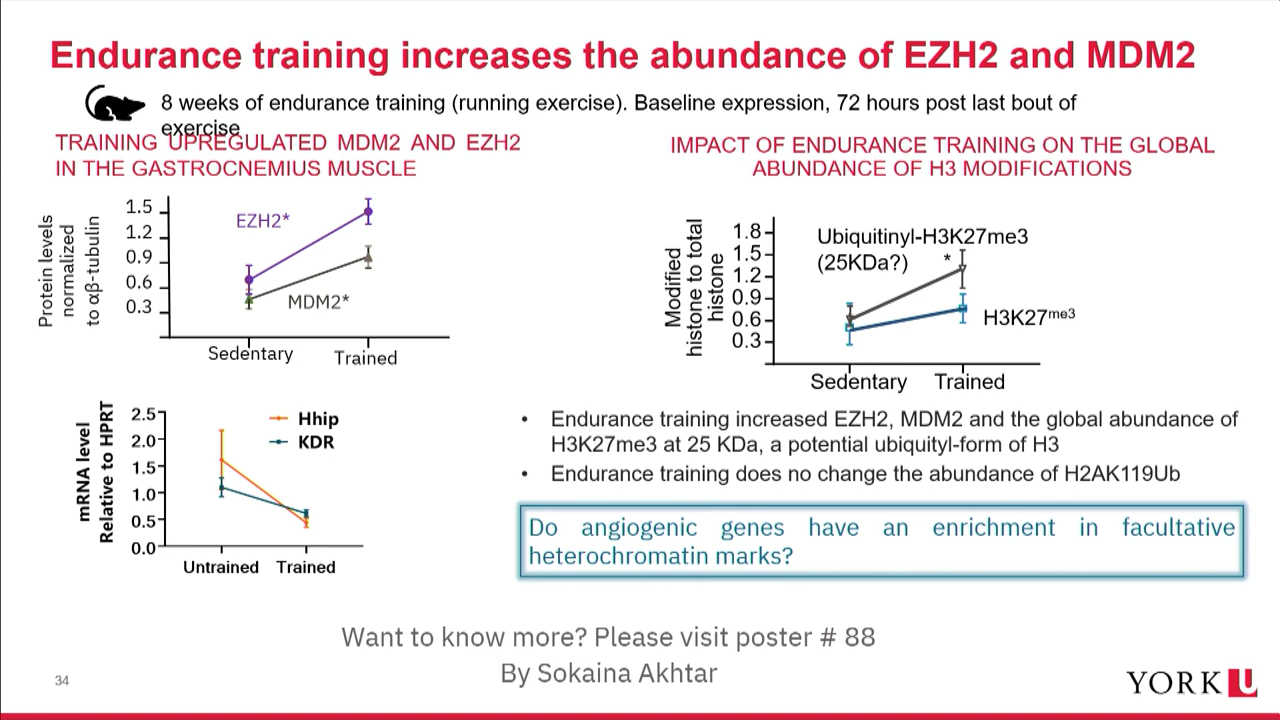 Endurance training increases the abundance of EZH2 and MDM2
8 weeks of endurance training (running exercise). Baseline expression, 72 hours post last bout of
exercise
TRAINING UPREGULATED MDM2 AND EZH2
IN THE GASTROCNEMIUS MUSCLE
Protein levels
normalized
to αβ-tubulin
1.5
1.2
0.9
0.6
0.3
EZH2*
MDM2*
Sedentary
Trained
IMPACT OF ENDURANCE TRAINING ON THE GLOBAL
ABUNDANCE OF H3 MODIFICATIONS
Modified
histone to total
histone
1.8
1.5
1.2
0.9
0.6
0.3
Ubiquitinyl-H3K27me3
(25KDa?)
*
H3K27me3
Sedentary
Trained
mRNA level
Relative to HPRT
2.5
2.0
1.5
1.0
0.5
0.0
Hhip
KDR
Untrained
Trained
• Endurance training increased EZH2, MDM2 and the global abundance of
H3K27me3 at 25 KDa, a potential ubiquityl-form of H3
• Endurance training does no change the abundance of H2AK119Ub
Do angiogenic genes have an enrichment in facultative
heterochromatin marks?
Want to know more? Please visit poster # 88
By Sokaina Akhtar
34
YORK U